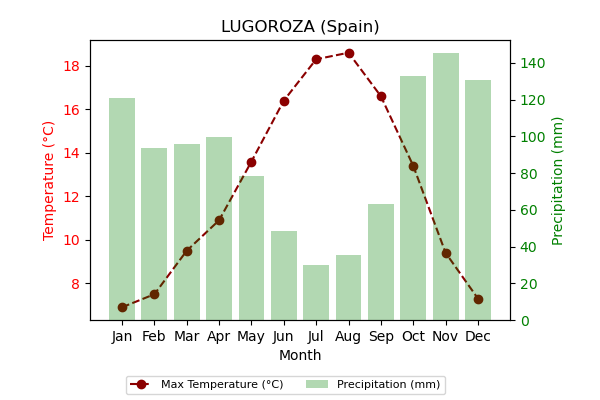 LUGOROZA (Spain)
18
16
14
12
10
8
Temperature (°C)
140
120
100
80
60
40
20
0
Precipitation (mm)
Jan Feb Mar Apr May Jun Jul Aug Sep Oct Nov Dec
Month
Max Temperature (°C) Precipitation (mm)